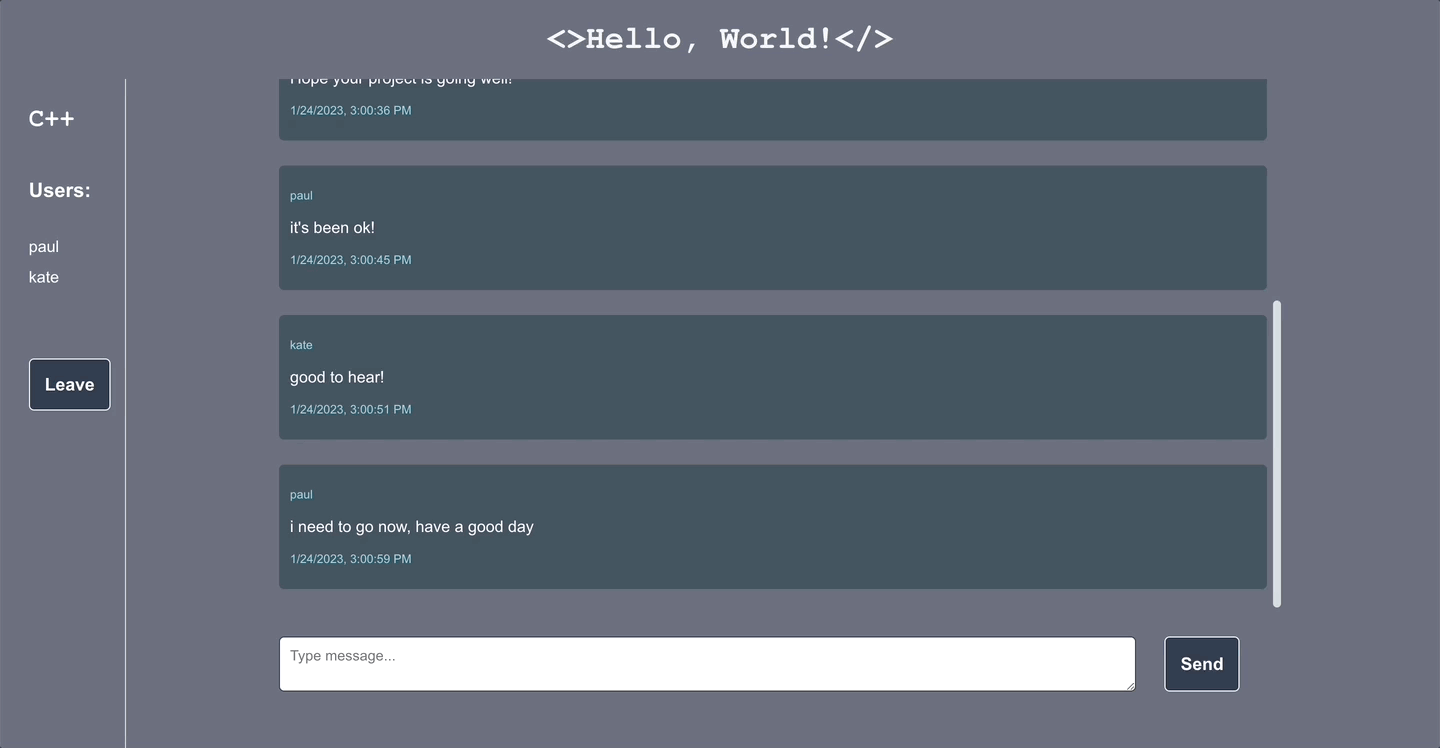 <>Hello, World!</>
C++
Users:
paul
kate
Leave
Hope your project is going well!
1/24/2023, 3:00:36 PM
paul
it's been ok!
1/24/2023, 3:00:45 PM
kate
good to hear!
1/24/2023, 3:00:51 PM
paul
i need to go now, have a good day
1/24/2023, 3:00:59 PM
Type message...
Send